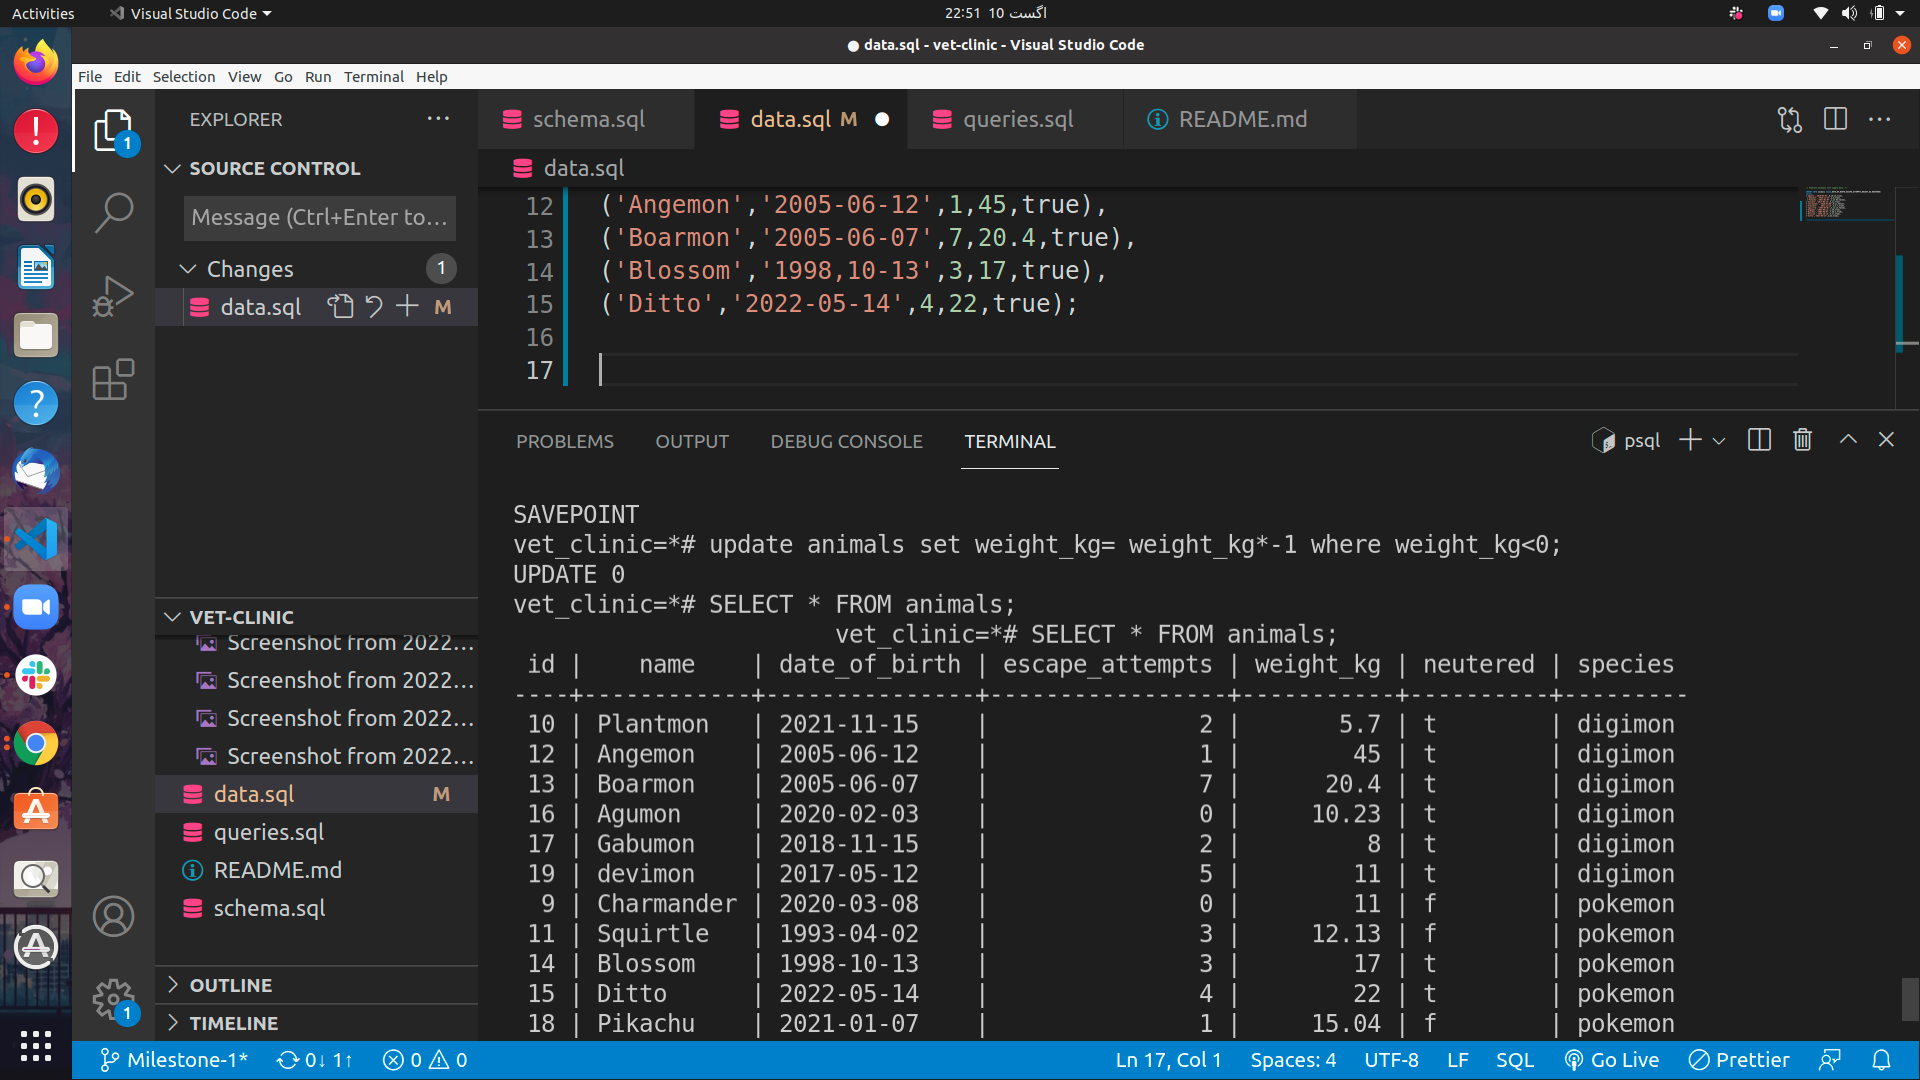 Activities
Visual Studio Code
اگست 10 22:51
● data.sql - vet-clinic - Visual Studio Code
File Edit Selection View Go Run Terminal Help
EXPLORER
SOURCE CONTROL
Message (Ctrl+Enter to…
Changes 1
data.sql M
VET-CLINIC
Screenshot from 2022…
Screenshot from 2022…
Screenshot from 2022…
Screenshot from 2022…
data.sql M
queries.sql
README.md
schema.sql
OUTLINE
TIMELINE
1
1
schema.sql
data.sql M
queries.sql
README.md
data.sql
12 ('Angemon','2005-06-12',1,45,true),
13 ('Boarmon','2005-06-07',7,20.4,true),
14 ('Blossom','1998,10-13',3,17,true),
15 ('Ditto','2022-05-14',4,22,true);
16
17
PROBLEMS OUTPUT DEBUG CONSOLE TERMINAL
psql
SAVEPOINT
vet_clinic=*# update animals set weight_kg= weight_kg*-1 where weight_kg<0;
UPDATE 0
vet_clinic=*# SELECT * FROM animals;
vet_clinic=*# SELECT * FROM animals;
id | name | date_of_birth | escape_attempts | weight_kg | neutered | species
----+------------+---------------+-----------------+-----------+----------+---------
10 | Plantmon | 2021-11-15 | 2 | 5.7 | t | digimon
12 | Angemon | 2005-06-12 | 1 | 45 | t | digimon
13 | Boarmon | 2005-06-07 | 7 | 20.4 | t | digimon
16 | Agumon | 2020-02-03 | 0 | 10.23 | t | digimon
17 | Gabumon | 2018-11-15 | 2 | 8 | t | digimon
19 | devimon | 2017-05-12 | 5 | 11 | t | digimon
9 | Charmander | 2020-03-08 | 0 | 11 | f | pokemon
11 | Squirtle | 1993-04-02 | 3 | 12.13 | f | pokemon
14 | Blossom | 1998-10-13 | 3 | 17 | t | pokemon
15 | Ditto | 2022-05-14 | 4 | 22 | t | pokemon
18 | Pikachu | 2021-01-07 | 1 | 15.04 | f | pokemon
Milestone-1* 0↓ 1↑ 0 0
Ln 17, Col 1 Spaces: 4 UTF-8 LF SQL Go Live Prettier